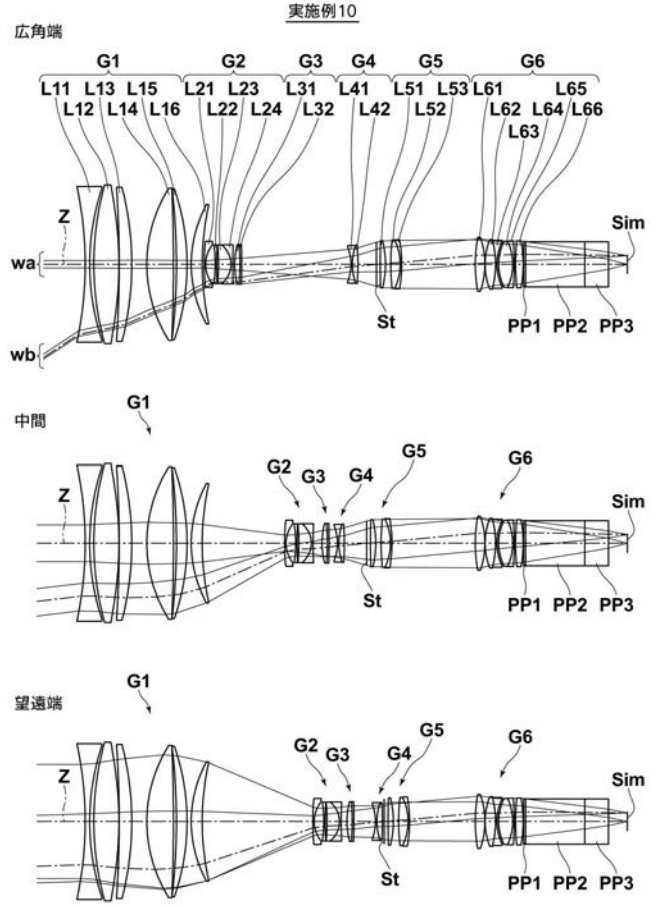 実施例10
広角端
G1 G2 G3 G4 G5 G6
L11 L13 L15 L21 L23 L31 L41 L51 L53 L61 L65
L12 L14 L16 L22 L24 L32 L42 L52 L62 L64 L66
L63
Z
Sim
wa
wb
St
PP1 PP2 PP3
中間
G1
G2 G3 G4 G5 G6
Z
Sim
St
PP1 PP2 PP3
望遠端
G1
G2 G3 G4 G5 G6
Z
Sim
St
PP1 PP2 PP3